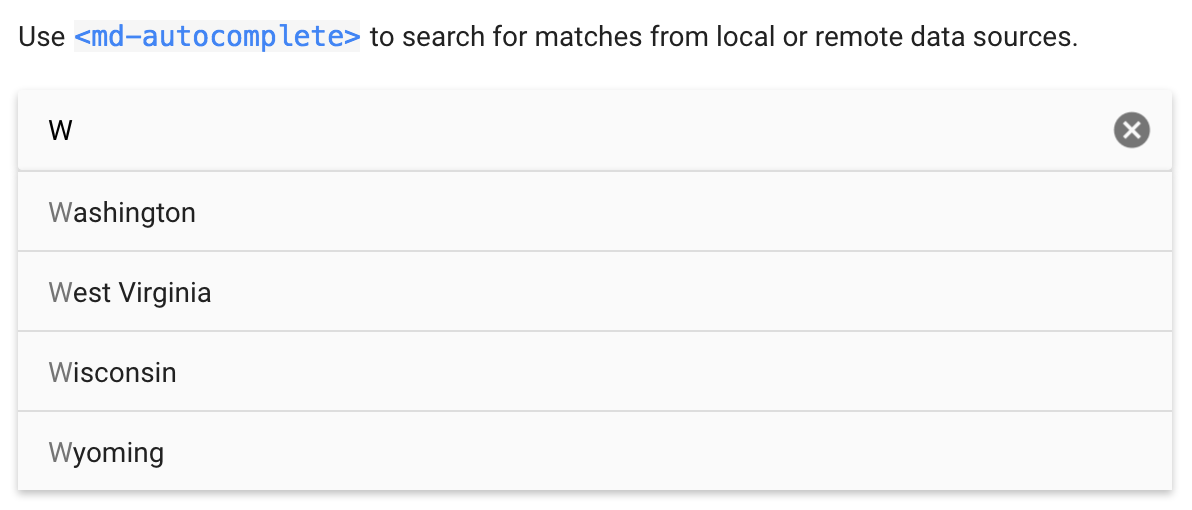 Use <md-autocomplete> to search for matches from local or remote data sources.
W
Washington
West Virginia
Wisconsin
Wyoming